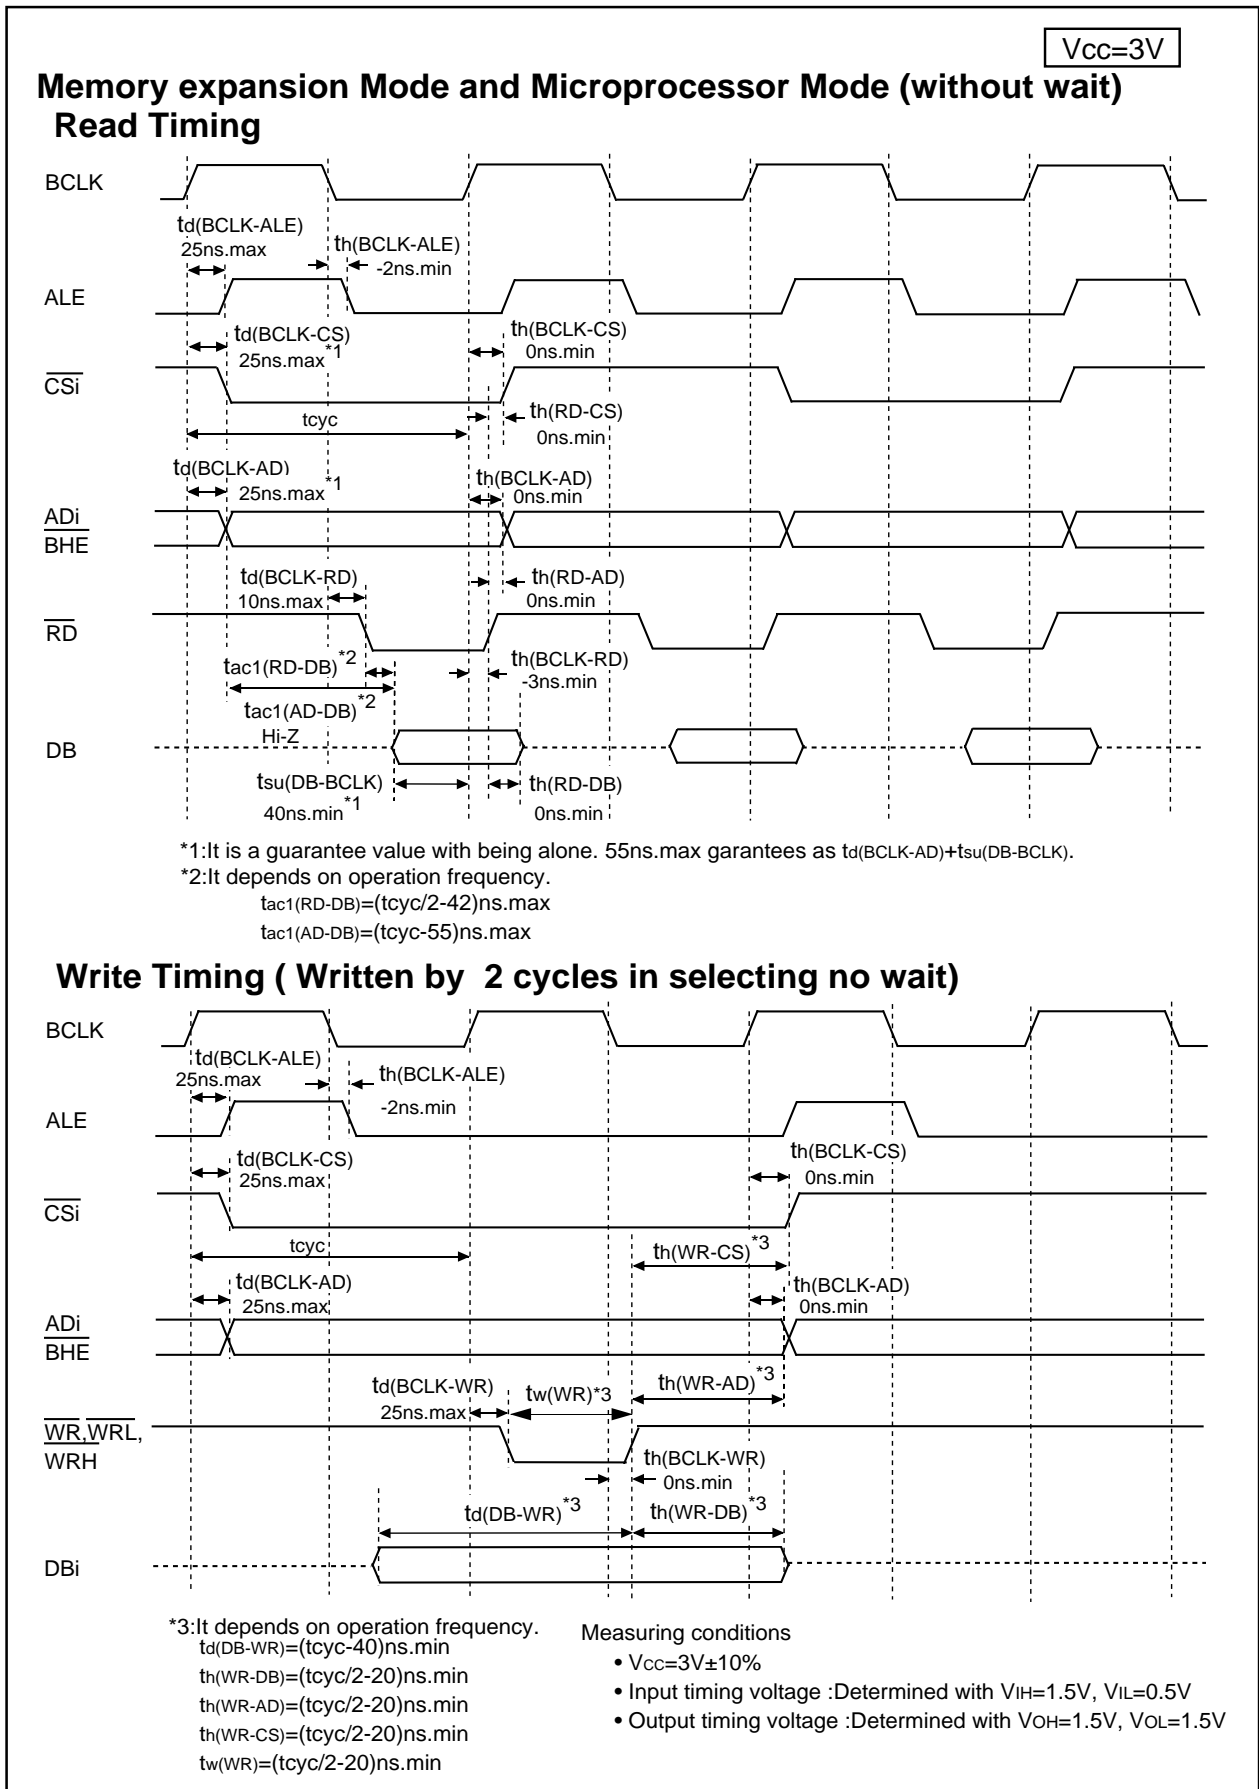 Vcc=3V
Memory expansion Mode and Microprocessor Mode (without wait)
Read Timing
BCLK
td(BCLK-ALE)
25ns.max
th(BCLK-ALE)
-2ns.min
ALE
td(BCLK-CS)
25ns.max*1
th(BCLK-CS)
0ns.min
CSi
tcyc
th(RD-CS)
0ns.min
td(BCLK-AD)
25ns.max*1
th(BCLK-AD)
0ns.min
ADi
BHE
td(BCLK-RD)
10ns.max
th(RD-AD)
0ns.min
RD
tac1(RD-DB)*2
th(BCLK-RD)
-3ns.min
tac1(AD-DB)*2
Hi-Z
DB
tsu(DB-BCLK)
40ns.min*1
th(RD-DB)
0ns.min
*1:It is a guarantee value with being alone. 55ns.max garantees as td(BCLK-AD)+tsu(DB-BCLK).
*2:It depends on operation frequency.
tac1(RD-DB)=(tcyc/2-42)ns.max
tac1(AD-DB)=(tcyc-55)ns.max
Write Timing ( Written by 2 cycles in selecting no wait)
BCLK
td(BCLK-ALE)
25ns.max
th(BCLK-ALE)
-2ns.min
ALE
td(BCLK-CS)
25ns.max
th(BCLK-CS)
0ns.min
CSi
tcyc
th(WR-CS)*3
td(BCLK-AD)
25ns.max
th(BCLK-AD)
0ns.min
ADi
BHE
td(BCLK-WR)
25ns.max
tw(WR)*3
th(WR-AD)*3
WR,WRL,
WRH
th(BCLK-WR)
0ns.min
td(DB-WR)*3
th(WR-DB)*3
DBi
*3:It depends on operation frequency.
td(DB-WR)=(tcyc-40)ns.min
th(WR-DB)=(tcyc/2-20)ns.min
th(WR-AD)=(tcyc/2-20)ns.min
th(WR-CS)=(tcyc/2-20)ns.min
tw(WR)=(tcyc/2-20)ns.min
Measuring conditions
• VCC=3V±10%
• Input timing voltage :Determined with VIH=1.5V, VIL=0.5V
• Output timing voltage :Determined with VOH=1.5V, VOL=1.5V